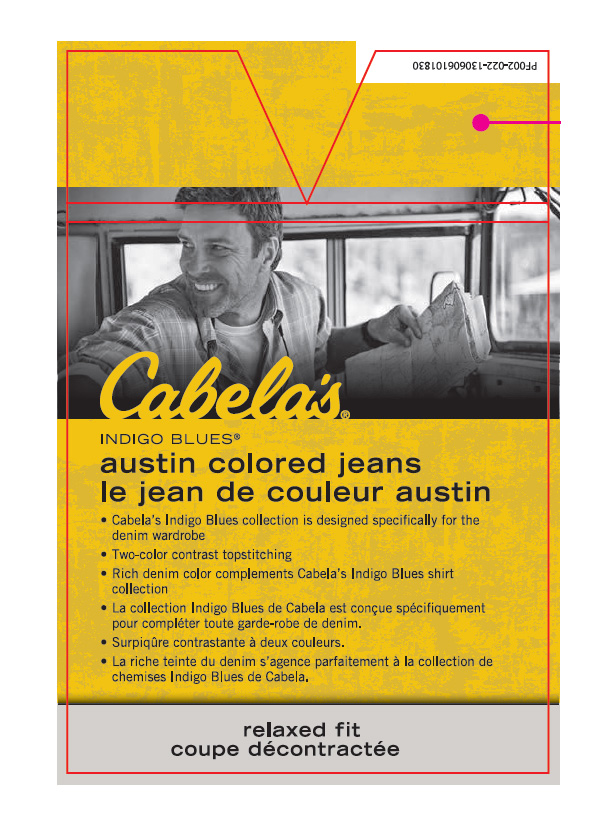 PF002-022-130606101830
Cabela's®
INDIGO BLUES®
austin colored jeans
le jean de couleur austin
• Cabela's Indigo Blues collection is designed specifically for the
denim wardrobe
• Two-color contrast topstitching
• Rich denim color complements Cabela's Indigo Blues shirt
collection
• La collection Indigo Blues de Cabela est conçue spécifiquement
pour compléter toute garde-robe de denim.
• Surpiqûre contrastante à deux couleurs.
• La riche teinte du denim s'agence parfaitement à la collection de
chemises Indigo Blues de Cabela.
relaxed fit
coupe décontractée